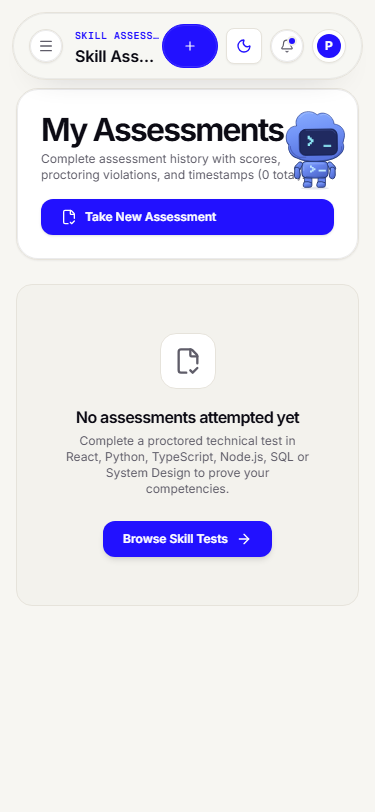 SKILL ASSESS…
Skill Ass...
P
My Assessments
Complete assessment history with scores,
proctoring violations, and timestamps (0 tota
Take New Assessment
No assessments attempted yet
Complete a proctored technical test in
React, Python, TypeScript, Node.js, SQL or
System Design to prove your
competencies.
Browse Skill Tests